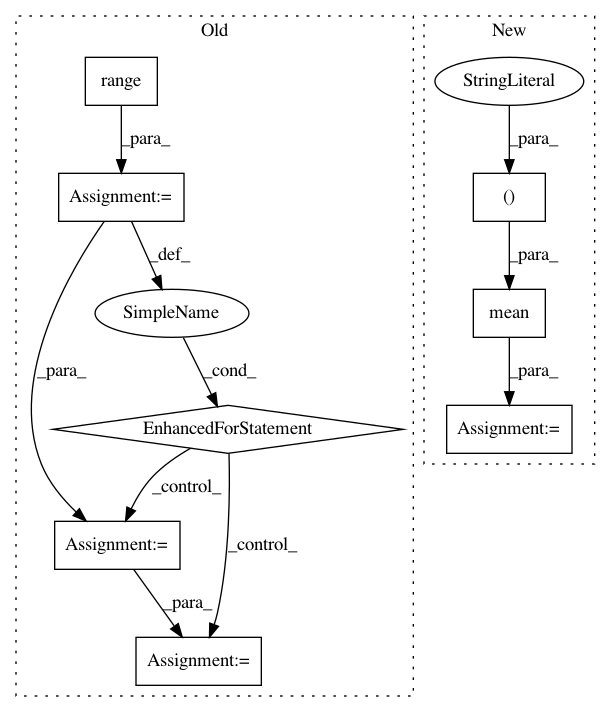 Old
New
range
StringLiteral
_para_
_para_
Assignment:=
()
_def_
_para_
SimpleName
mean
_para_
_cond_
_para_
EnhancedForStatement
Assignment:=
_control_
_control_
Assignment:=
_para_
Assignment:=